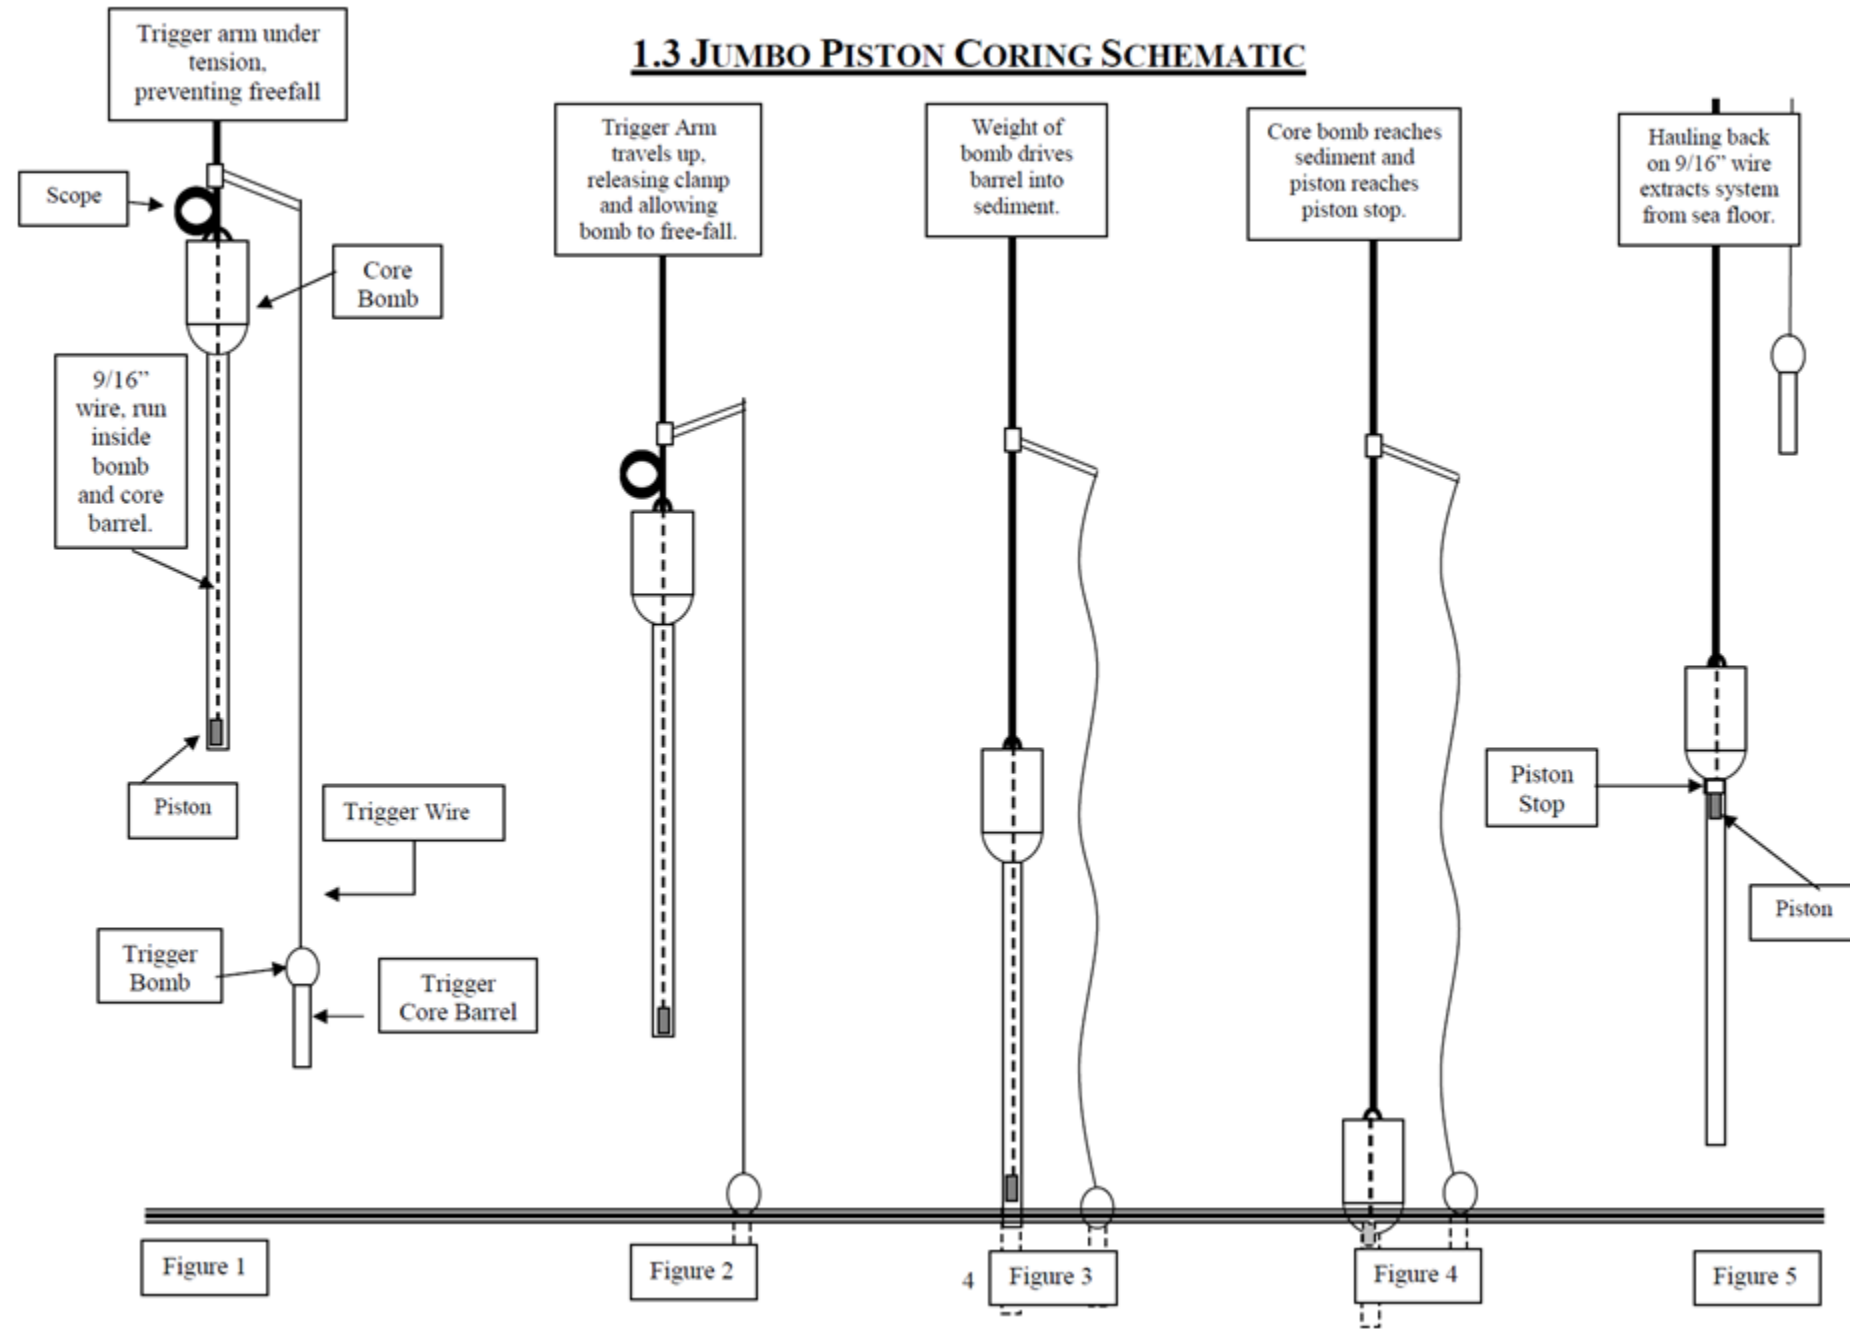 1.3 JUMBO PISTON CORING SCHEMATIC
Trigger arm under
tension,
preventing freefall
Scope
Core
Bomb
9/16”
wire, run
inside
bomb
and core
barrel.
Piston
Trigger Wire
Trigger
Bomb
Trigger
Core Barrel
Figure 1
Trigger Arm
travels up,
releasing clamp
and allowing
bomb to free-fall.
Figure 2
Weight of
bomb drives
barrel into
sediment.
4
Figure 3
Core bomb reaches
sediment and
piston reaches
piston stop.
Figure 4
Hauling back
on 9/16” wire
extracts system
from sea floor.
Piston
Stop
Piston
Figure 5